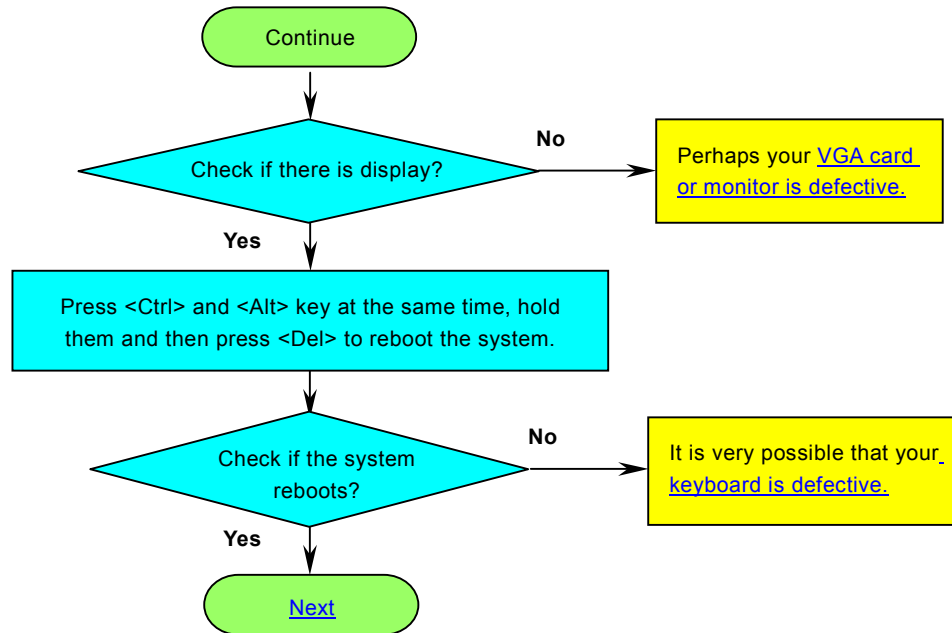 Continue
Check if there is display?
No
Perhaps your VGA card
or monitor is defective.
Yes
Press <Ctrl> and <Alt> key at the same time, hold
them and then press <Del> to reboot the system.
Check if the system
reboots?
No
It is very possible that your
keyboard is defective.
Yes
Next